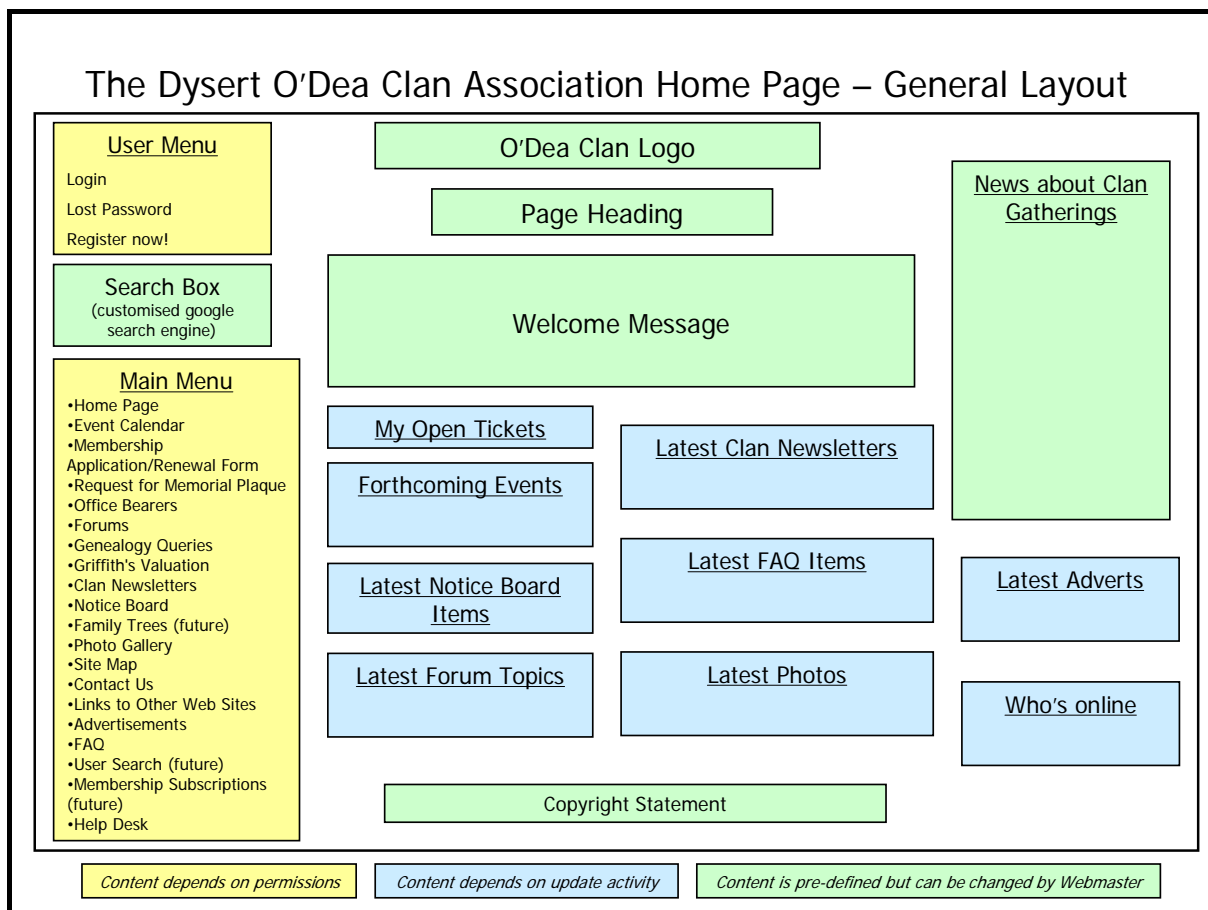 The Dysert O'Dea Clan Association Home Page – General Layout
User Menu
Login
Lost Password
Register now!
Search Box
(customised google
search engine)
Main Menu
•Home Page
•Event Calendar
•Membership
Application/Renewal Form
•Request for Memorial Plaque
•Office Bearers
•Forums
•Genealogy Queries
•Griffith's Valuation
•Clan Newsletters
•Notice Board
•Family Trees (future)
•Photo Gallery
•Site Map
•Contact Us
•Links to Other Web Sites
•Advertisements
•FAQ
•User Search (future)
•Membership Subscriptions
(future)
•Help Desk
O'Dea Clan Logo
Page Heading
Welcome Message
My Open Tickets
Forthcoming Events
Latest Notice Board
Items
Latest Forum Topics
Latest Clan Newsletters
Latest FAQ Items
Latest Photos
News about Clan
Gatherings
Latest Adverts
Who's online
Copyright Statement
Content depends on permissions
Content depends on update activity
Content is pre-defined but can be changed by Webmaster